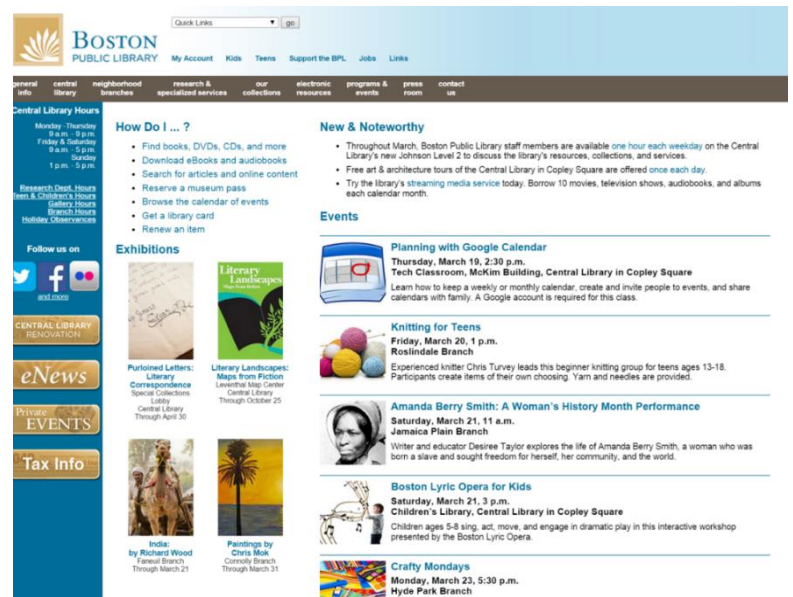 Quick Links
go
BOSTON
PUBLIC LIBRARY
My Account Kids Teens Support the BPL Jobs Links
general info
central library
neighborhood branches
research & specialized services
our collections
electronic resources
programs & events
press room
contact us
Central Library Hours
Monday -Thursday
9 a.m. - 9 p.m.
Friday & Saturday
9 a.m. - 5 p.m.
Sunday
1 p.m. - 5 p.m.
Research Dept. Hours
Teen & Children's Hours
Gallery Hours
Branch Hours
Holiday Observances
Follow us on
and more
CENTRAL LIBRARY
RENOVATION
eNews
Private
EVENTS
Tax Info
How Do I ... ?
Find books, DVDs, CDs, and more
Download eBooks and audiobooks
Search for articles and online content
Reserve a museum pass
Browse the calendar of events
Get a library card
Renew an item
Exhibitions
Literary
Landscapes
Purloined Letters:
Literary
Correspondence
Special Collections
Lobby
Central Library
Through April 30
Literary Landscapes:
Maps from Fiction
Leventhal Map Center
Central Library
Through October 25
India:
by Richard Wood
Faneuil Branch
Through March 21
Paintings by
Chris Mok
Connolly Branch
Through March 31
New & Noteworthy
Throughout March, Boston Public Library staff members are available one hour each weekday on the Central
Library's new Johnson Level 2 to discuss the library's resources, collections, and services.
Free art & architecture tours of the Central Library in Copley Square are offered once each day.
Try the library's streaming media service today. Borrow 10 movies, television shows, audiobooks, and albums
each calendar month.
Events
Planning with Google Calendar
Thursday, March 19, 2:30 p.m.
Tech Classroom, McKim Building, Central Library in Copley Square
Learn how to keep a weekly or monthly calendar, create and invite people to events, and share
calendars with family. A Google account is required for this class.
Knitting for Teens
Friday, March 20, 1 p.m.
Roslindale Branch
Experienced knitter Chris Turvey leads this beginner knitting group for teens ages 13-18.
Participants create items of their own choosing. Yarn and needles are provided.
Amanda Berry Smith: A Woman's History Month Performance
Saturday, March 21, 11 a.m.
Jamaica Plain Branch
Writer and educator Desiree Taylor explores the life of Amanda Berry Smith, a woman who was
born a slave and sought freedom for herself, her community, and the world.
Boston Lyric Opera for Kids
Saturday, March 21, 3 p.m.
Children's Library, Central Library in Copley Square
Children ages 5-8 sing, act, move, and engage in dramatic play in this interactive workshop
presented by the Boston Lyric Opera.
Crafty Mondays
Monday, March 23, 5:30 p.m.
Hyde Park Branch